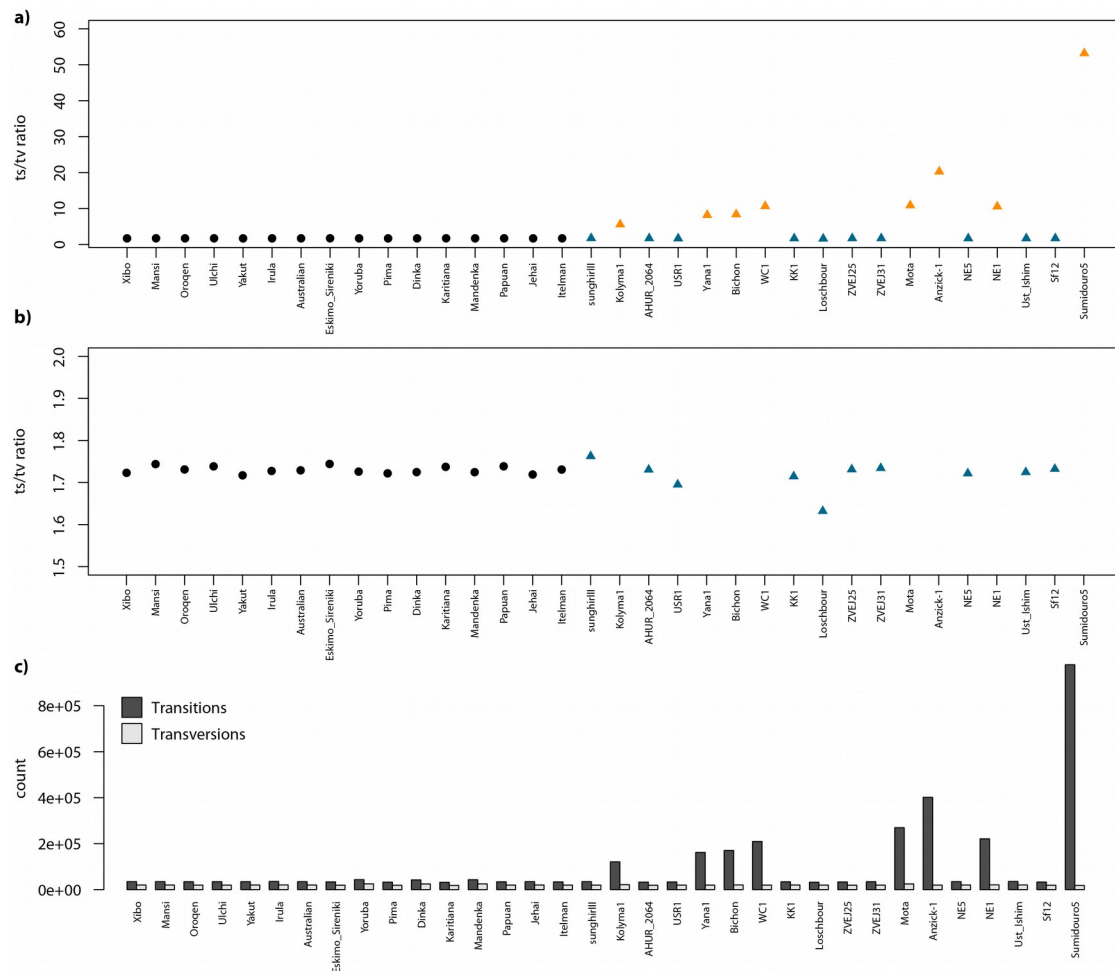 a)
ts/tv ratio
60
50
40
30
20
10
0
Xibo
Mansi
Oroqen
Ulchi
Yakut
Irula
Australian
Eskimo_Sireniki
Yoruba
Pima
Dinka
Karitiana
Mandenka
Papuan
Jehai
Itelman
sunghirIII
Kolyma1
AHUR_2064
USR1
Yana1
Bichon
WC1
KK1
Loschbour
ZVEJ25
ZVEJ31
Mota
Anzick-1
NE5
NE1
Ust_Ishim
Sf12
Sumidouro5
b)
ts/tv ratio
2.0
1.9
1.8
1.7
1.6
1.5
Xibo
Mansi
Oroqen
Ulchi
Yakut
Irula
Australian
Eskimo_Sireniki
Yoruba
Pima
Dinka
Karitiana
Mandenka
Papuan
Jehai
Itelman
sunghirIII
Kolyma1
AHUR_2064
USR1
Yana1
Bichon
WC1
KK1
Loschbour
ZVEJ25
ZVEJ31
Mota
Anzick-1
NE5
NE1
Ust_Ishim
Sf12
Sumidouro5
c)
count
8e+05
6e+05
4e+05
2e+05
0e+00
Transitions
Transversions
Xibo
Mansi
Oroqen
Ulchi
Yakut
Irula
Australian
Eskimo_Sireniki
Yoruba
Pima
Dinka
Karitiana
Mandenka
Papuan
Jehai
Itelman
sunghirIII
Kolyma1
AHUR_2064
USR1
Yana1
Bichon
WC1
KK1
Loschbour
ZVEJ25
ZVEJ31
Mota
Anzick-1
NE5
NE1
Ust_Ishim
Sf12
Sumidouro5